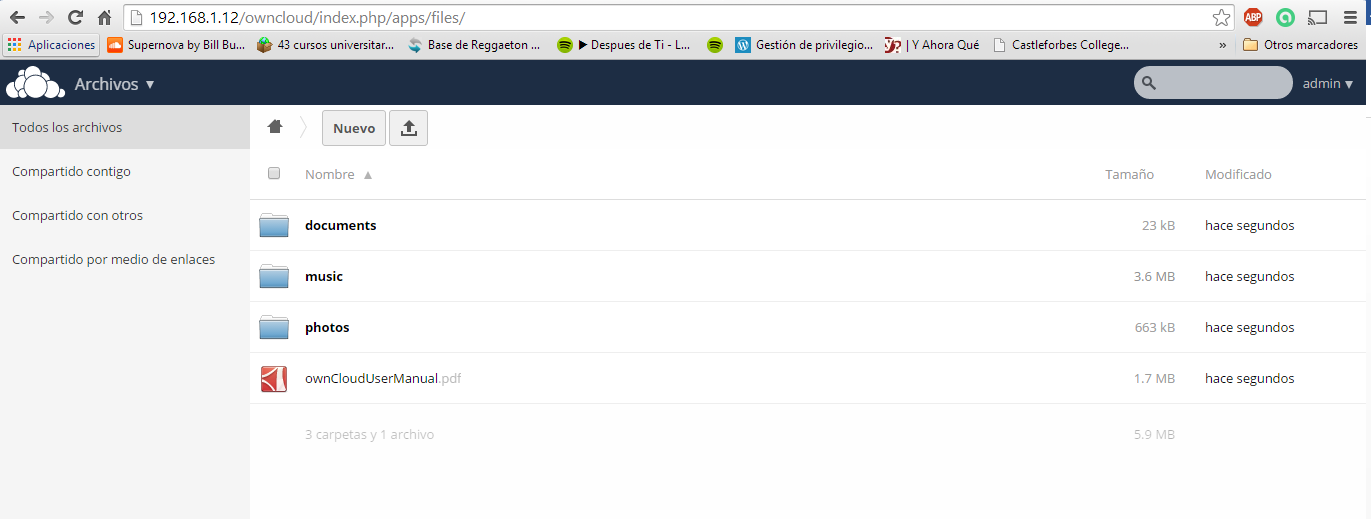 192.168.1.12/owncloud/index.php/apps/files/
ABP
Aplicaciones Supernova by Bill Bu... 43 cursos universitar... Base de Reggaeton ... ▶ Despues de Ti - L... Gestión de privilegio... | Y Ahora Qué Castleforbes College... » Otros marcadores
Archivos ▼ admin ▼
Todos los archivos
Compartido contigo
Compartido con otros
Compartido por medio de enlaces
Nuevo
Nombre ▲ Tamaño Modificado
documents 23 kB hace segundos
music 3.6 MB hace segundos
photos 663 kB hace segundos
ownCloudUserManual.pdf 1.7 MB hace segundos
3 carpetas y 1 archivo 5.9 MB